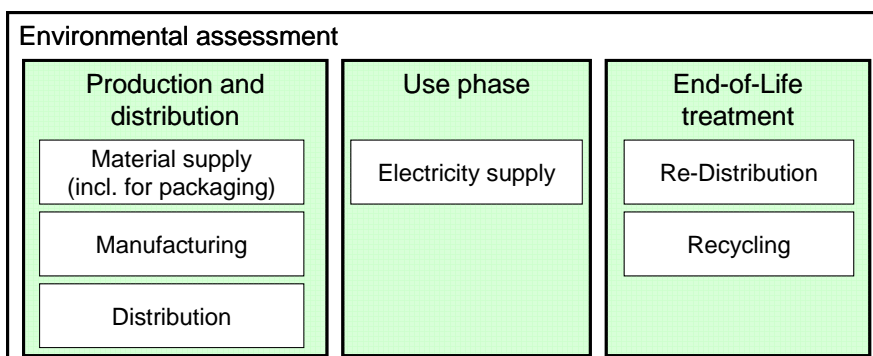 Environmental assessment
Production and
distribution
Material supply
(incl. for packaging)
Manufacturing
Distribution
Use phase
Electricity supply
End-of-Life
treatment
Re-Distribution
Recycling